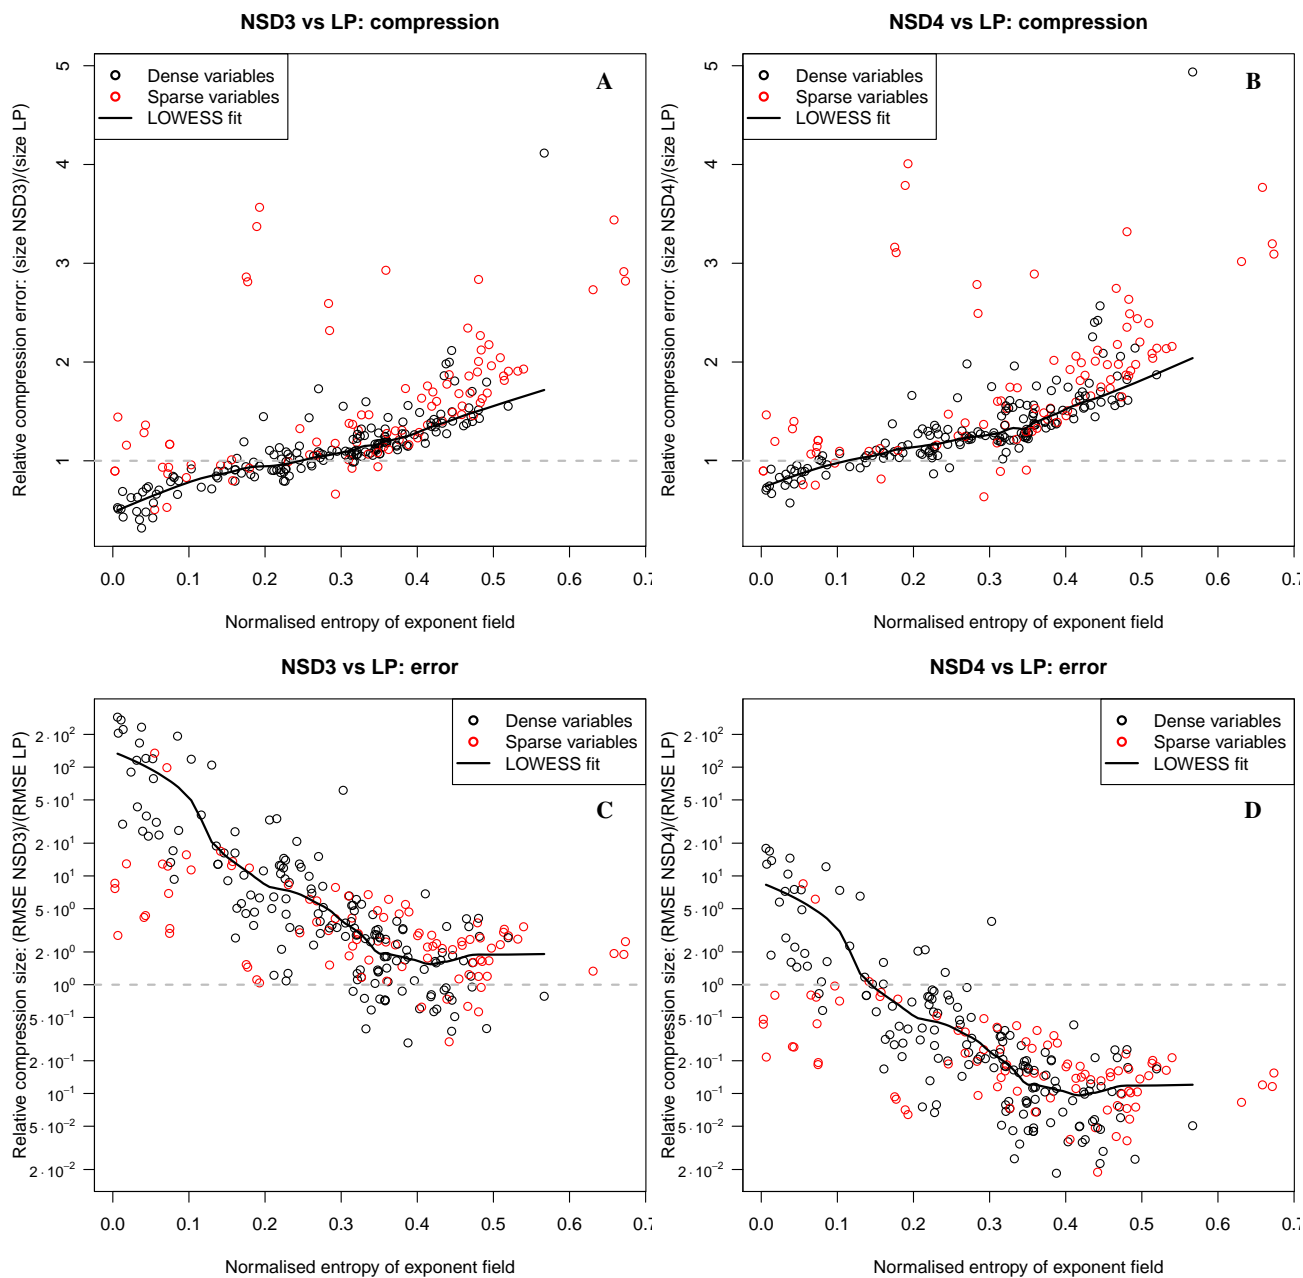 NSD3 vs LP: compression
Relative compression error: (size NSD3)/(size LP)
5
4
3
2
1
Dense variables
Sparse variables
LOWESS fit
A
0.0 0.1 0.2 0.3 0.4 0.5 0.6 0.7
Normalised entropy of exponent field
NSD4 vs LP: compression
Relative compression error: (size NSD4)/(size LP)
5
4
3
2
1
Dense variables
Sparse variables
LOWESS fit
B
0.0 0.1 0.2 0.3 0.4 0.5 0.6 0.7
Normalised entropy of exponent field
NSD3 vs LP: error
Relative compression size: (RMSE NSD3)/(RMSE LP)
2·10²
10²
5·10¹
2·10¹
10¹
5·10⁰
2·10⁰
10⁰
5·10⁻¹
2·10⁻¹
10⁻¹
5·10⁻²
2·10⁻²
Dense variables
Sparse variables
LOWESS fit
C
0.0 0.1 0.2 0.3 0.4 0.5 0.6 0.7
Normalised entropy of exponent field
NSD4 vs LP: error
Relative compression size: (RMSE NSD4)/(RMSE LP)
2·10²
10²
5·10¹
2·10¹
10¹
5·10⁰
2·10⁰
10⁰
5·10⁻¹
2·10⁻¹
10⁻¹
5·10⁻²
2·10⁻²
Dense variables
Sparse variables
LOWESS fit
D
0.0 0.1 0.2 0.3 0.4 0.5 0.6 0.7
Normalised entropy of exponent field